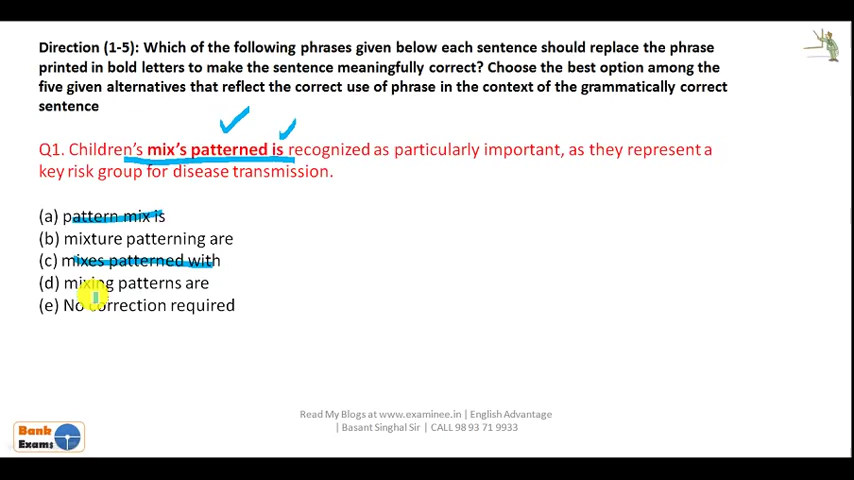 Direction (1-5): Which of the following phrases given below each sentence should replace the phrase
printed in bold letters to make the sentence meaningfully correct? Choose the best option among the
five given alternatives that reflect the correct use of phrase in the context of the grammatically correct
sentence
Q1. Children's mix's patterned is recognized as particularly important, as they represent a
key risk group for disease transmission.
(a) pattern mix is
(b) mixture patterning are
(c) mixes patterned with
(d) mixing patterns are
(e) No correction required
Read My Blogs at www.examinee.in | English Advantage
| Basant Singhal Sir | CALL 98 93 71 9933
Bank
Exams